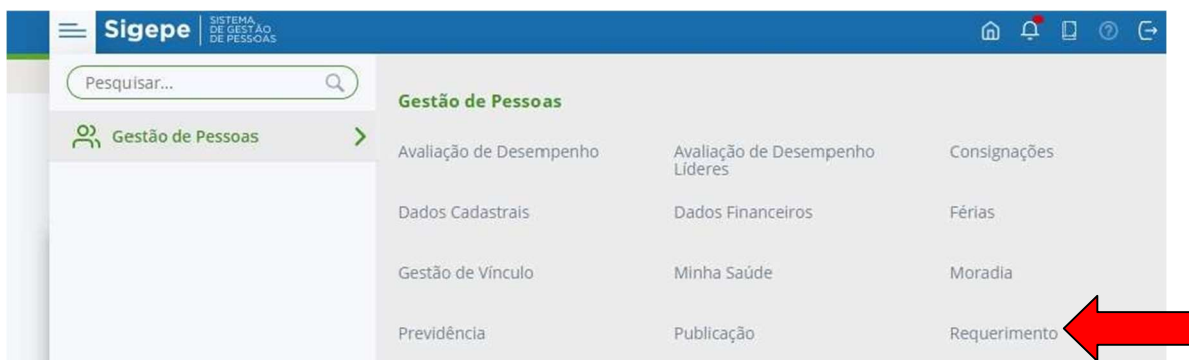 Sigepe
SISTEMA
DE GESTÃO
DE PESSOAS
Pesquisar...
Gestão de Pessoas
Gestão de Pessoas
Avaliação de Desempenho
Avaliação de Desempenho
Líderes
Consignações
Dados Cadastrais
Dados Financeiros
Férias
Gestão de Vínculo
Minha Saúde
Moradia
Previdência
Publicação
Requerimento